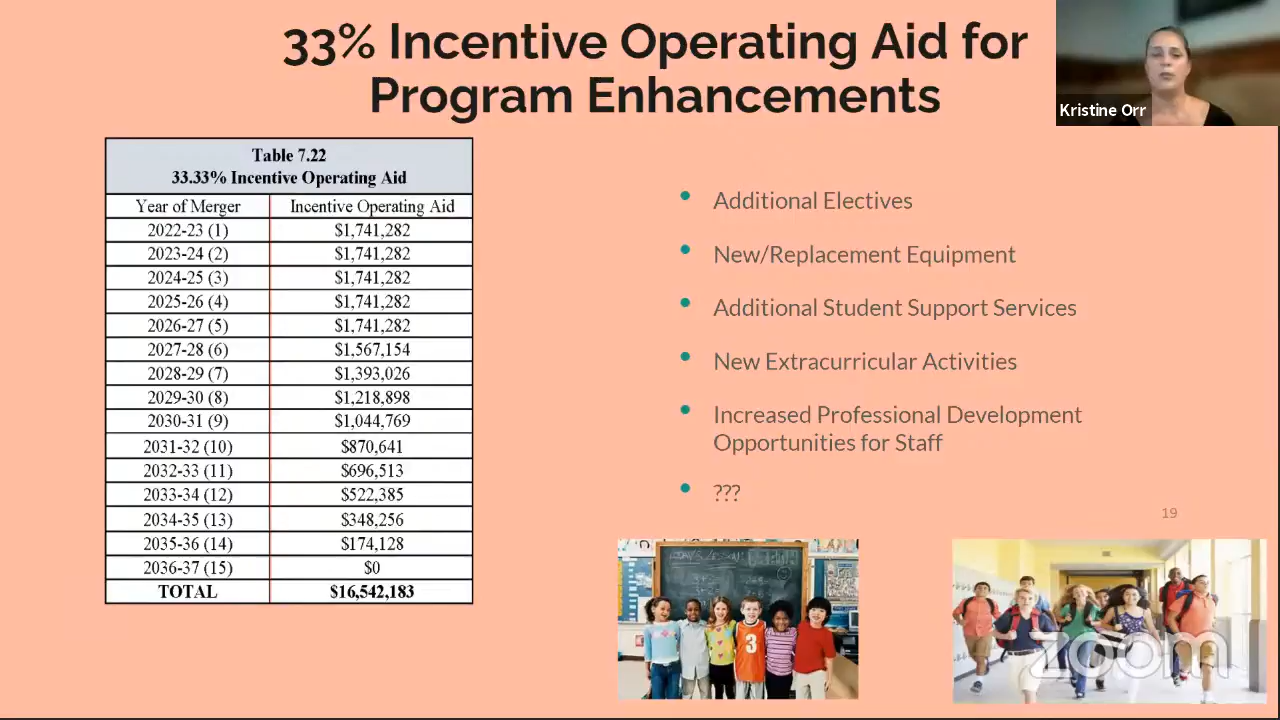 33% Incentive Operating Aid for
Program Enhancements
Kristine Orr
Table 7.22
33.33% Incentive Operating Aid
Year of Merger Incentive Operating Aid
2022-23 (1) $1,741,282
2023-24 (2) $1,741,282
2024-25 (3) $1,741,282
2025-26 (4) $1,741,282
2026-27 (5) $1,741,282
2027-28 (6) $1,567,154
2028-29 (7) $1,393,026
2029-30 (8) $1,218,898
2030-31 (9) $1,044,769
2031-32 (10) $870,641
2032-33 (11) $696,513
2033-34 (12) $522,385
2034-35 (13) $348,256
2035-36 (14) $174,128
2036-37 (15) $0
TOTAL $16,542,183
• Additional Electives
• New/Replacement Equipment
• Additional Student Support Services
• New Extracurricular Activities
• Increased Professional Development
Opportunities for Staff
• ???
19
3
zoom